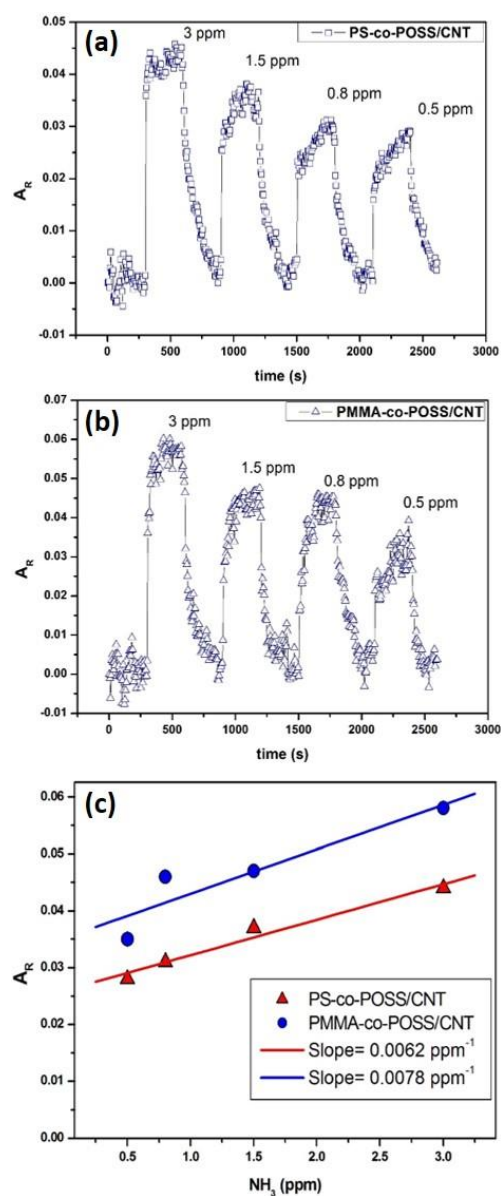 (a)
PS-co-POSS/CNT
3 ppm
1.5 ppm
0.8 ppm
0.5 ppm
0.05
0.04
0.03
0.02
0.01
0.00
-0.01
A_R
0 500 1000 1500 2000 2500 3000
time (s)
(b)
PMMA-co-POSS/CNT
3 ppm
1.5 ppm
0.8 ppm
0.5 ppm
0.07
0.06
0.05
0.04
0.03
0.02
0.01
0.00
-0.01
A_R
0 500 1000 1500 2000 2500 3000
time (s)
(c)
0.06
0.05
0.04
0.03
0.02
0.01
0.00
A_R
PS-co-POSS/CNT
PMMA-co-POSS/CNT
Slope= 0.0062 ppm⁻¹
Slope= 0.0078 ppm⁻¹
0.5 1.0 1.5 2.0 2.5 3.0
NH₃ (ppm)